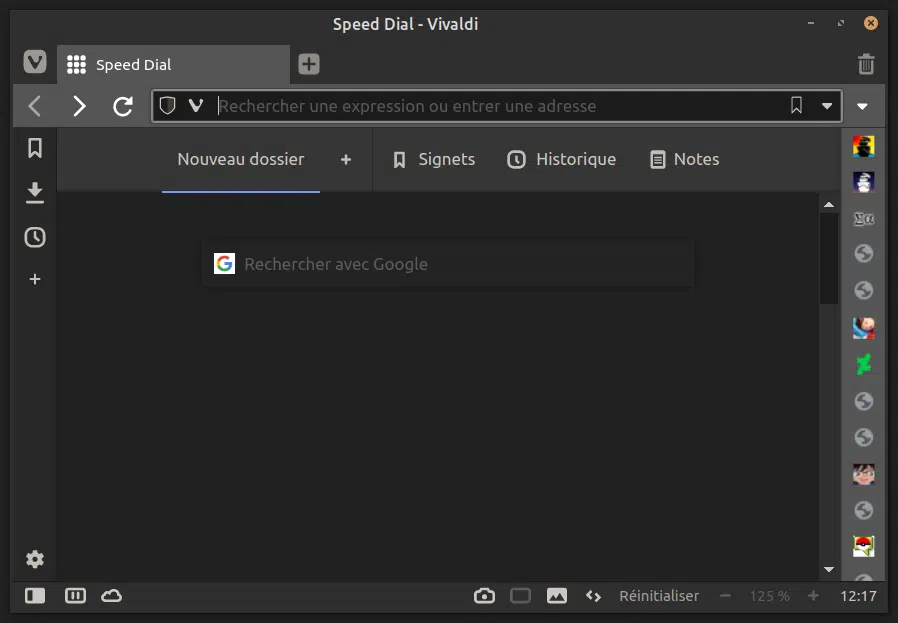 Speed Dial - Vivaldi
Speed Dial
Rechercher une expression ou entrer une adresse
Nouveau dossier + Signets Historique Notes
Rechercher avec Google
Réinitialiser − 125 % + 12:17